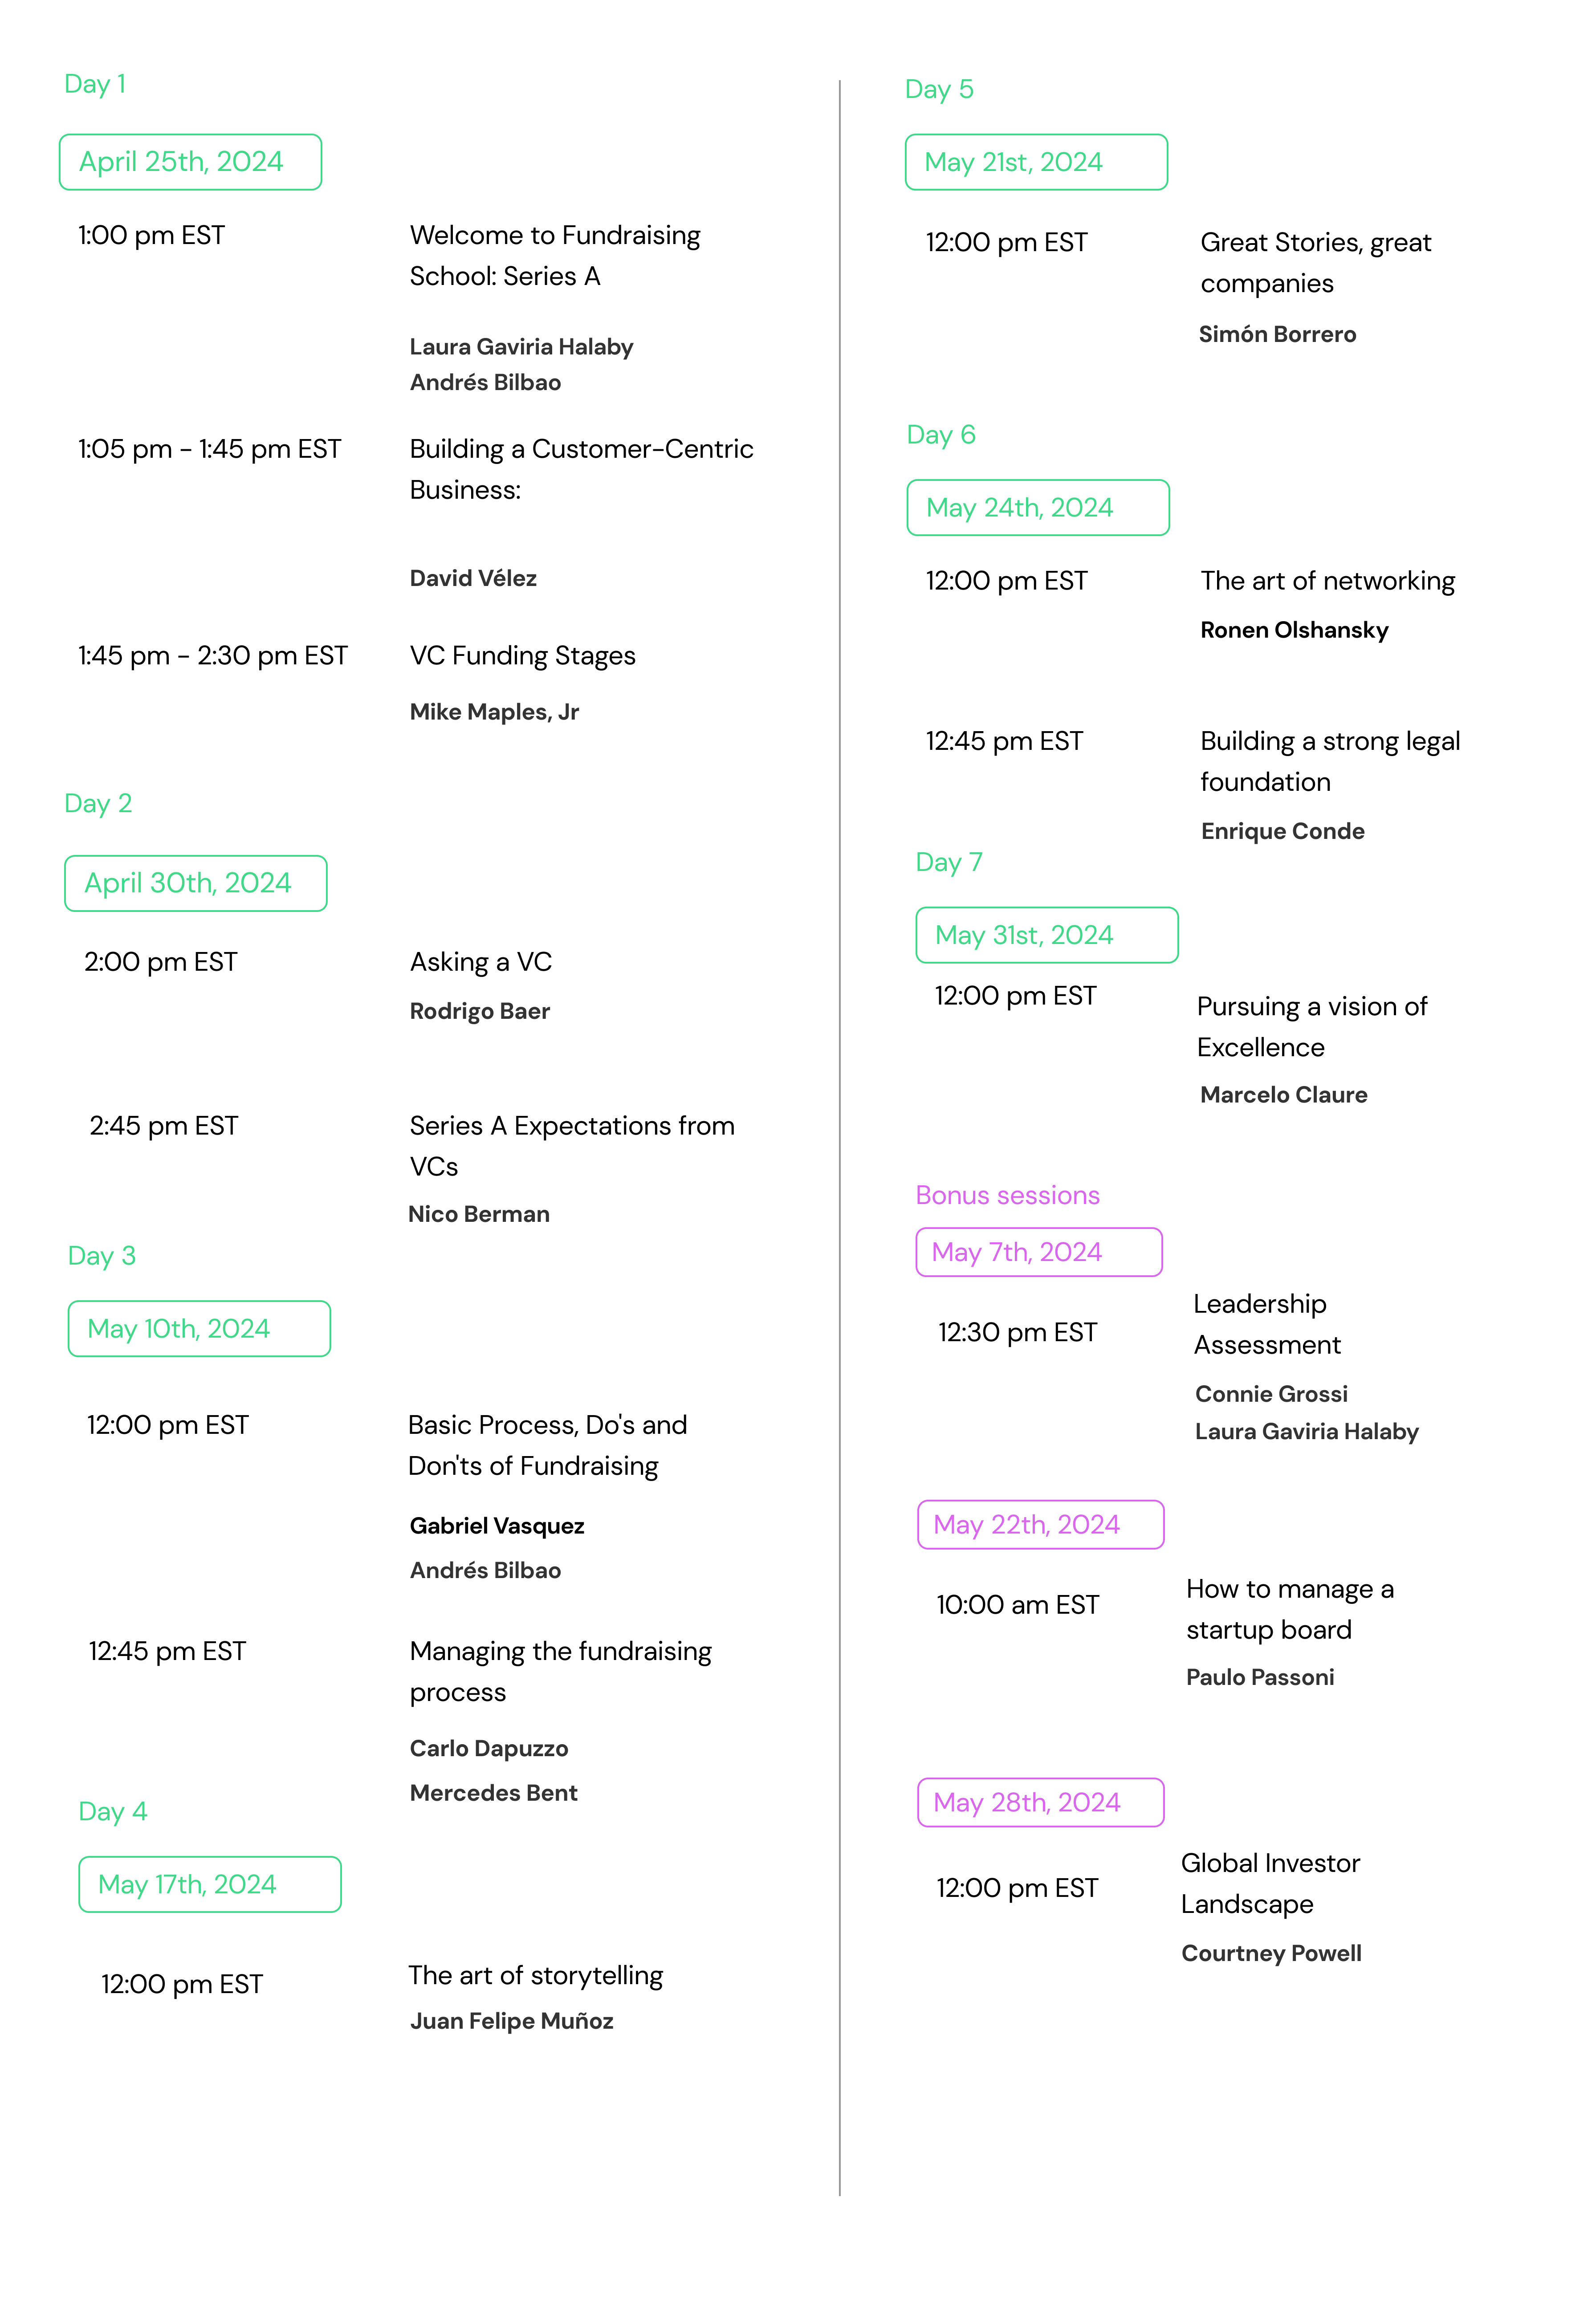 Day 1
April 25th, 2024
1:00 pm EST
Welcome to Fundraising
School: Series A
Laura Gaviria Halaby
Andrés Bilbao
1:05 pm - 1:45 pm EST
Building a Customer-Centric
Business:
David Vélez
1:45 pm - 2:30 pm EST
VC Funding Stages
Mike Maples, Jr
Day 2
April 30th, 2024
2:00 pm EST
Asking a VC
Rodrigo Baer
2:45 pm EST
Series A Expectations from
VCs
Nico Berman
Day 3
May 10th, 2024
12:00 pm EST
Basic Process, Do's and
Don'ts of Fundraising
Gabriel Vasquez
Andrés Bilbao
12:45 pm EST
Managing the fundraising
process
Carlo Dapuzzo
Mercedes Bent
Day 4
May 17th, 2024
12:00 pm EST
The art of storytelling
Juan Felipe Muñoz
Day 5
May 21st, 2024
12:00 pm EST
Great Stories, great
companies
Simón Borrero
Day 6
May 24th, 2024
12:00 pm EST
The art of networking
Ronen Olshansky
12:45 pm EST
Building a strong legal
foundation
Enrique Conde
Day 7
May 31st, 2024
12:00 pm EST
Pursuing a vision of
Excellence
Marcelo Claure
Bonus sessions
May 7th, 2024
12:30 pm EST
Leadership
Assessment
Connie Grossi
Laura Gaviria Halaby
May 22th, 2024
10:00 am EST
How to manage a
startup board
Paulo Passoni
May 28th, 2024
12:00 pm EST
Global Investor
Landscape
Courtney Powell